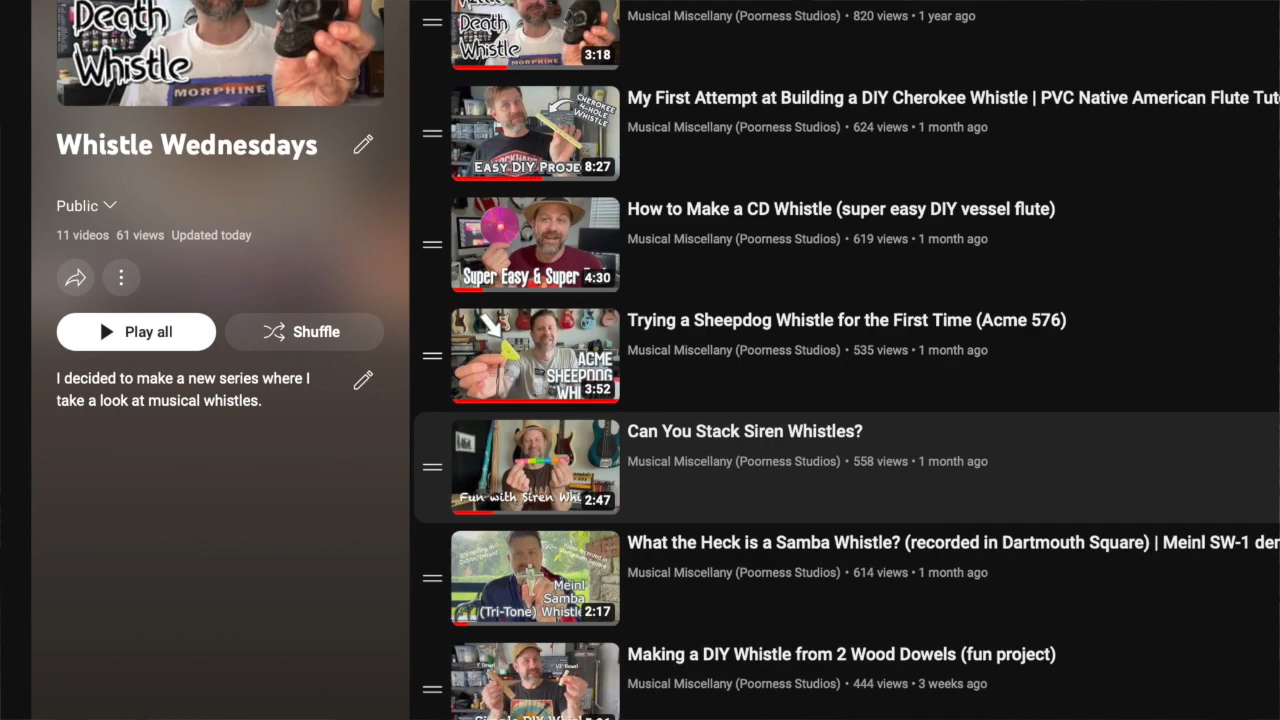 Death
Whistle
MORPHINE
Whistle Wednesdays
Public
11 videos 61 views Updated today
Play all
Shuffle
I decided to make a new series where I
take a look at musical whistles.
Death
Whistle
MORPHINE
3:18
Musical Miscellany (Poorness Studios) • 820 views • 1 year ago
CHEROKEE
4-HOLE
WHISTLE
EASY DIY PROJE
8:27
My First Attempt at Building a DIY Cherokee Whistle | PVC Native American Flute Tut
Musical Miscellany (Poorness Studios) • 624 views • 1 month ago
Super Easy & Super
4:30
How to Make a CD Whistle (super easy DIY vessel flute)
Musical Miscellany (Poorness Studios) • 619 views • 1 month ago
ACME
SHEEPDOG
WHI
3:52
Trying a Sheepdog Whistle for the First Time (Acme 576)
Musical Miscellany (Poorness Studios) • 535 views • 1 month ago
Fun with Siren Whi
2:47
Can You Stack Siren Whistles?
Musical Miscellany (Poorness Studios) • 558 views • 1 month ago
Meinl
Samba
(Tri-Tone) Whistle
2:17
What the Heck is a Samba Whistle? (recorded in Dartmouth Square) | Meinl SW-1 der
Musical Miscellany (Poorness Studios) • 614 views • 1 month ago
Making a DIY Whistle from 2 Wood Dowels (fun project)
Musical Miscellany (Poorness Studios) • 444 views • 3 weeks ago